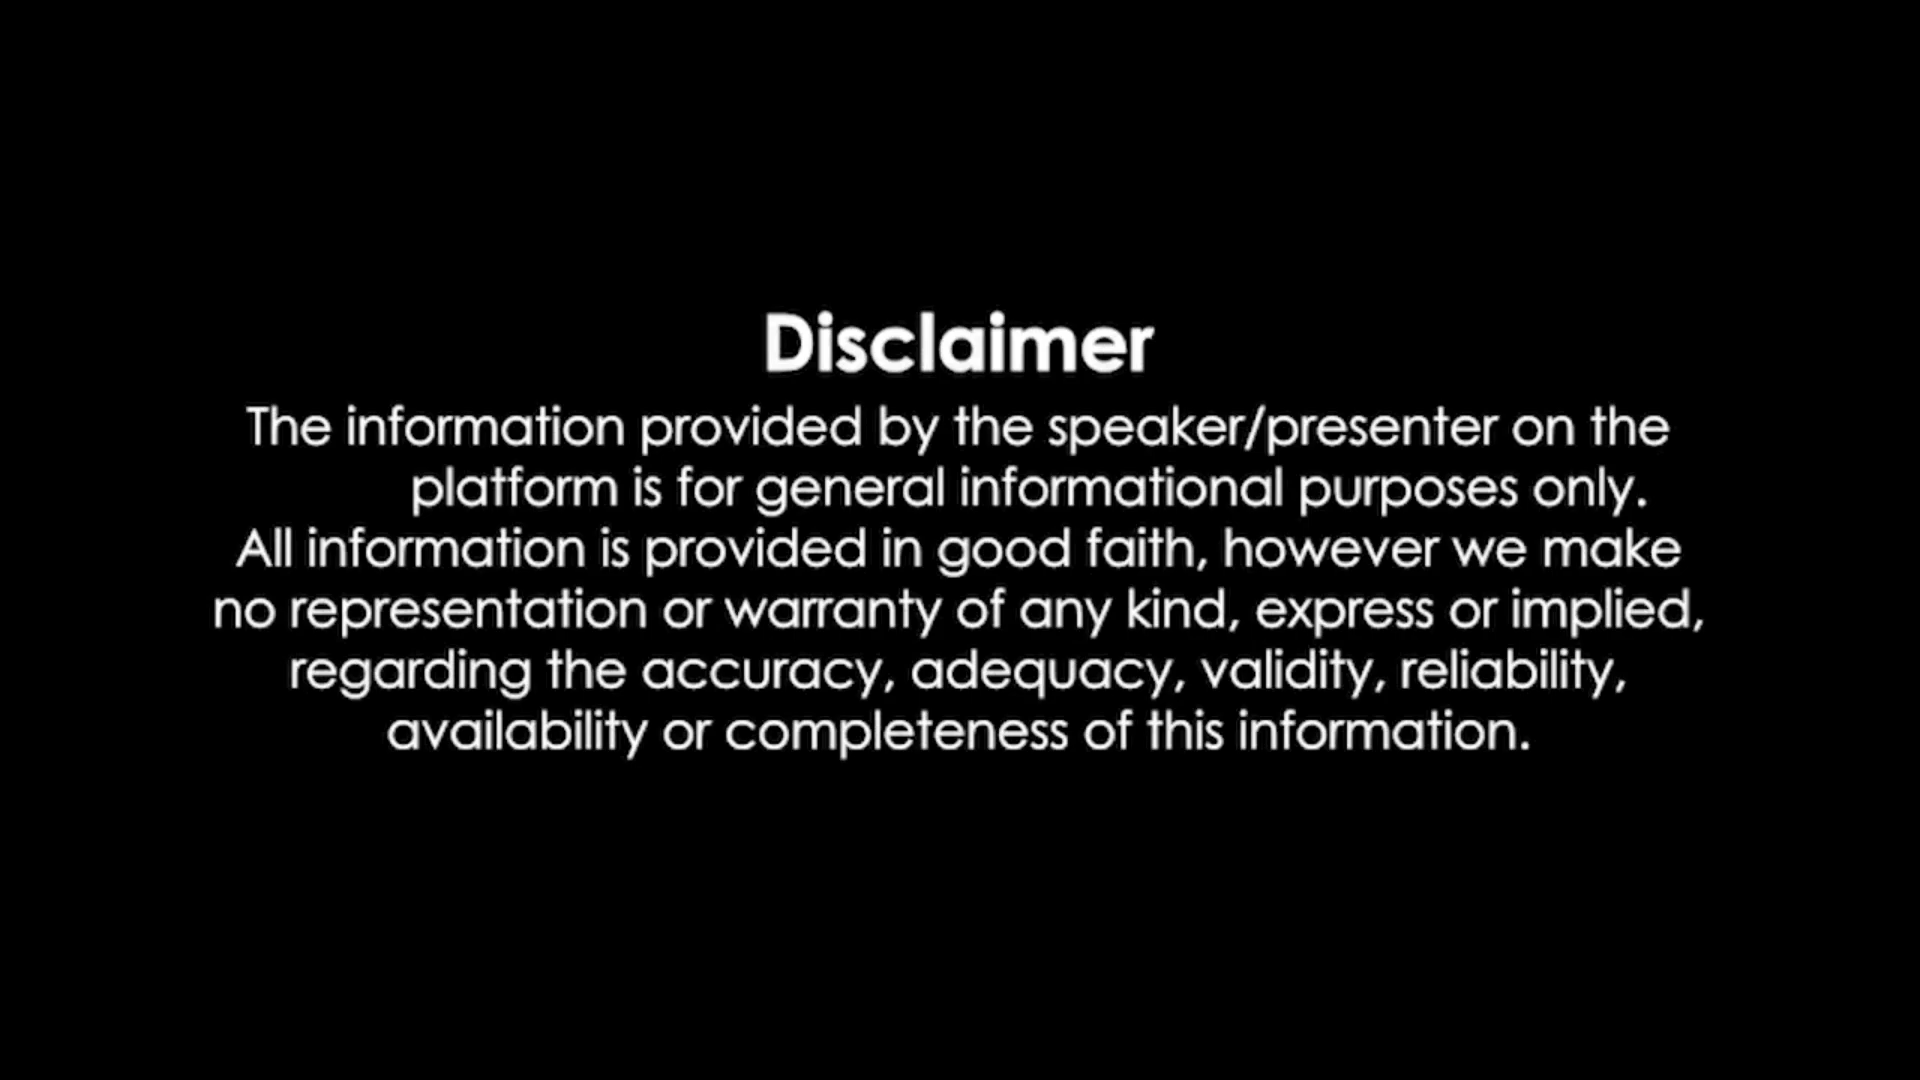 Disclaimer
The information provided by the speaker/presenter on the
platform is for general informational purposes only.
All information is provided in good faith, however we make
no representation or warranty of any kind, express or implied,
regarding the accuracy, adequacy, validity, reliability,
availability or completeness of this information.